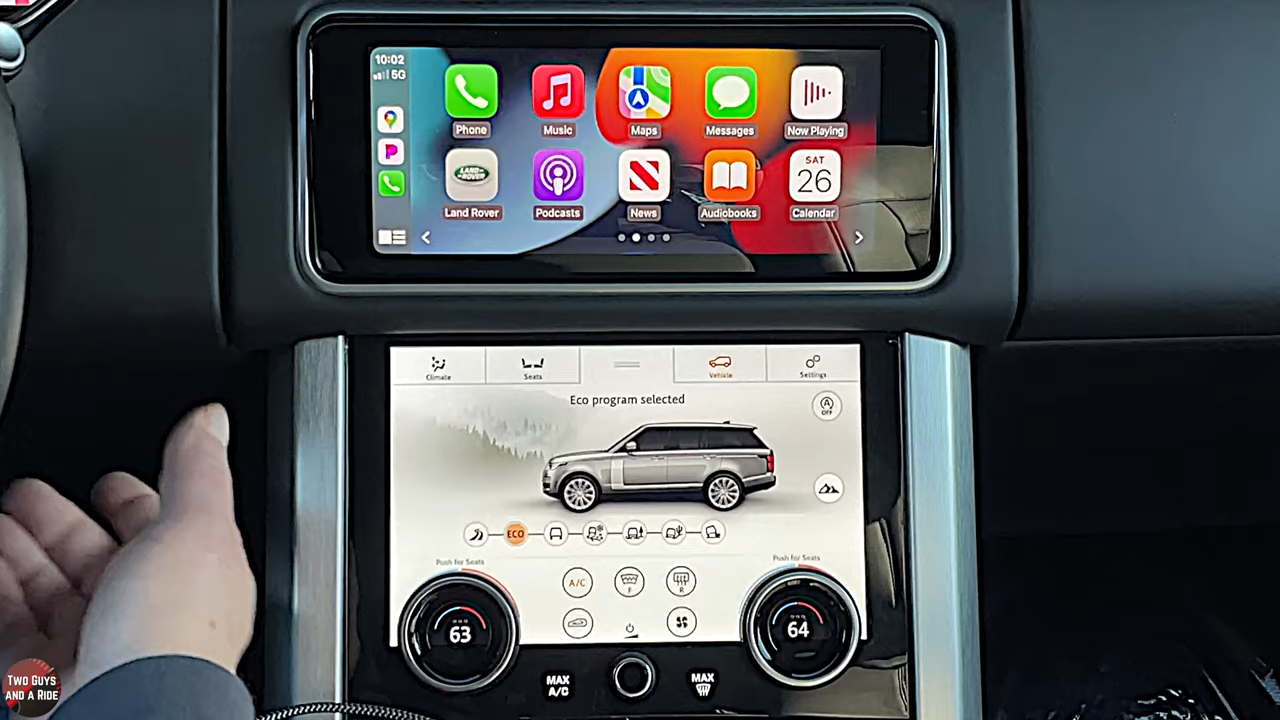 10:02
5G
Phone
Music
Maps
Messages
Now Playing
LAND ROVER
SAT
26
Land Rover
Podcasts
News
Audiobooks
Calendar
Climate
Seats
Vehicle
Settings
Eco program selected
OFF
ECO
Push for Seats
Push for Seats
A/C
F
R
63
64
MAX
A/C
MAX
TWO GUYS
AND A RIDE